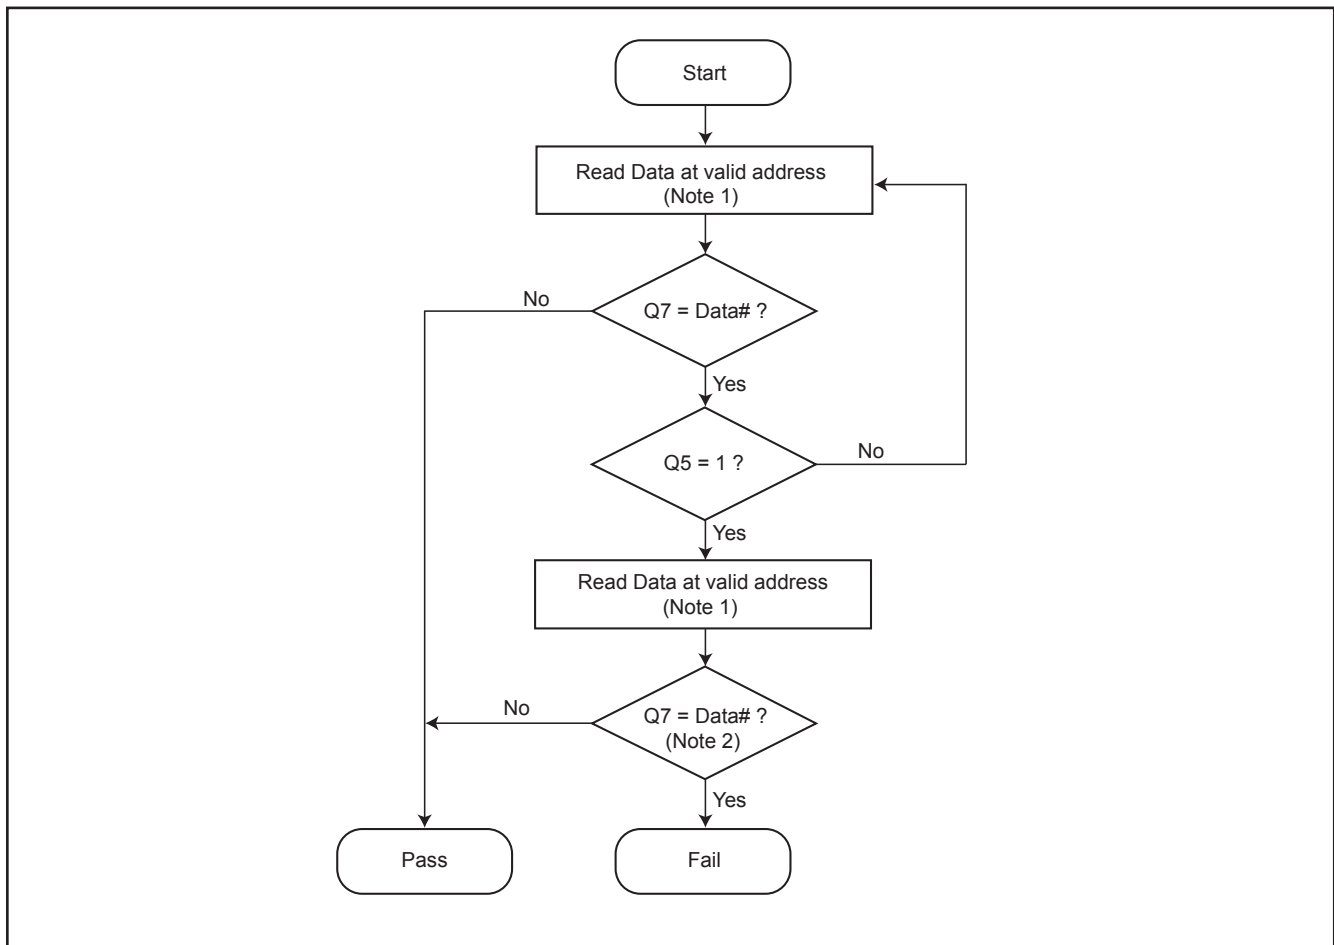 Start
Read Data at valid address
(Note 1)
No
Q7 = Data# ?
Yes
Q5 = 1 ?
No
Yes
Read Data at valid address
(Note 1)
No
Q7 = Data# ?
(Note 2)
Yes
Pass
Fail